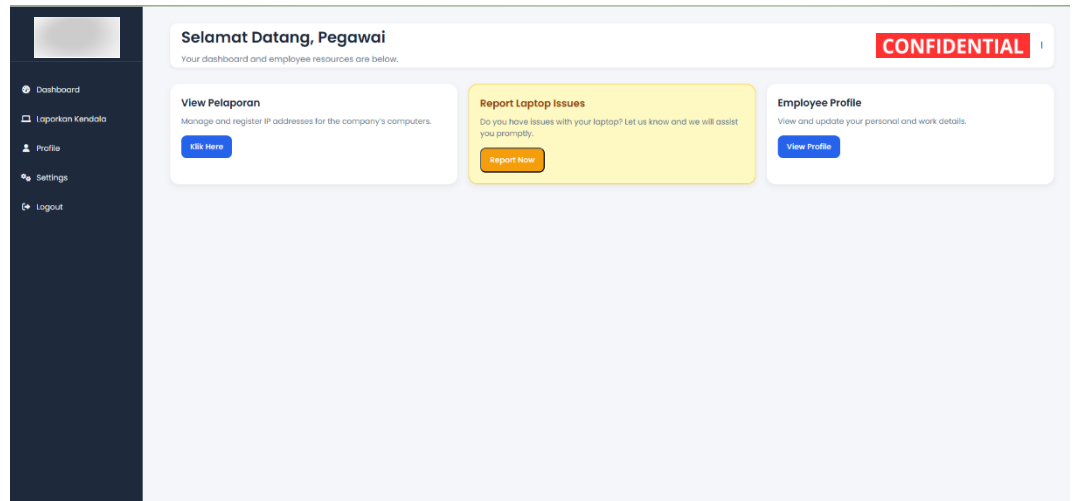 Dashboard
Laporkan Kendala
Profile
Settings
Logout
Selamat Datang, Pegawai
Your dashboard and employee resources are below.
CONFIDENTIAL
View Pelaporan
Manage and register IP addresses for the company's computers.
Klik Here
Report Laptop Issues
Do you have issues with your laptop? Let us know and we will assist
you promptly.
Report Now
Employee Profile
View and update your personal and work details.
View Profile